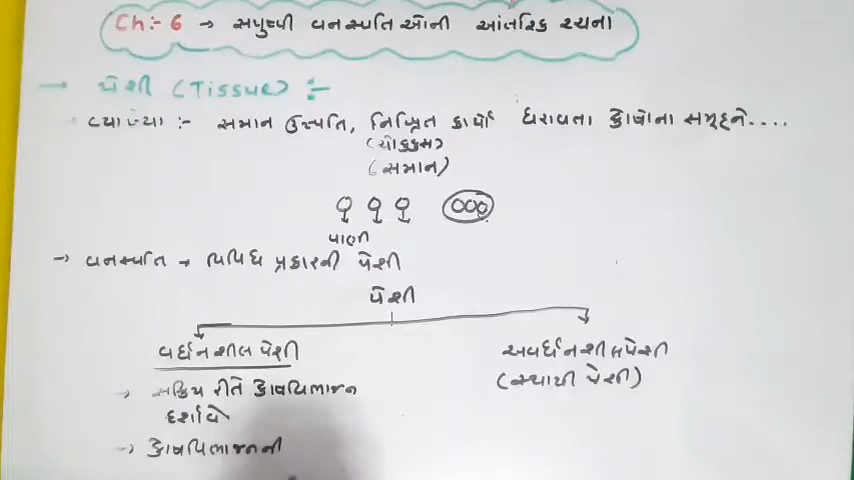 Ch:- 6 → સપુષ્પી વનસ્પતિઓની આંતરિક રચના
→ પેશી (Tissue) :-
વ્યાખ્યા :- સમાન ઉત્પતિ, નિશ્ચિત કાર્યો ધરાવતા કોષોના સમૂહને....
(ચોક્કસ)
(સમાન)
પાણી
→ વનસ્પતિ → વિવિધ પ્રકારની પેશી
પેશી
વર્ધનશીલ પેશી
અવર્ધનશીલ પેશી
(સ્થાયી પેશી)
→ સક્રિય રીતે કોષવિભાજન
દર્શાવે
→ કોષવિભાજનની